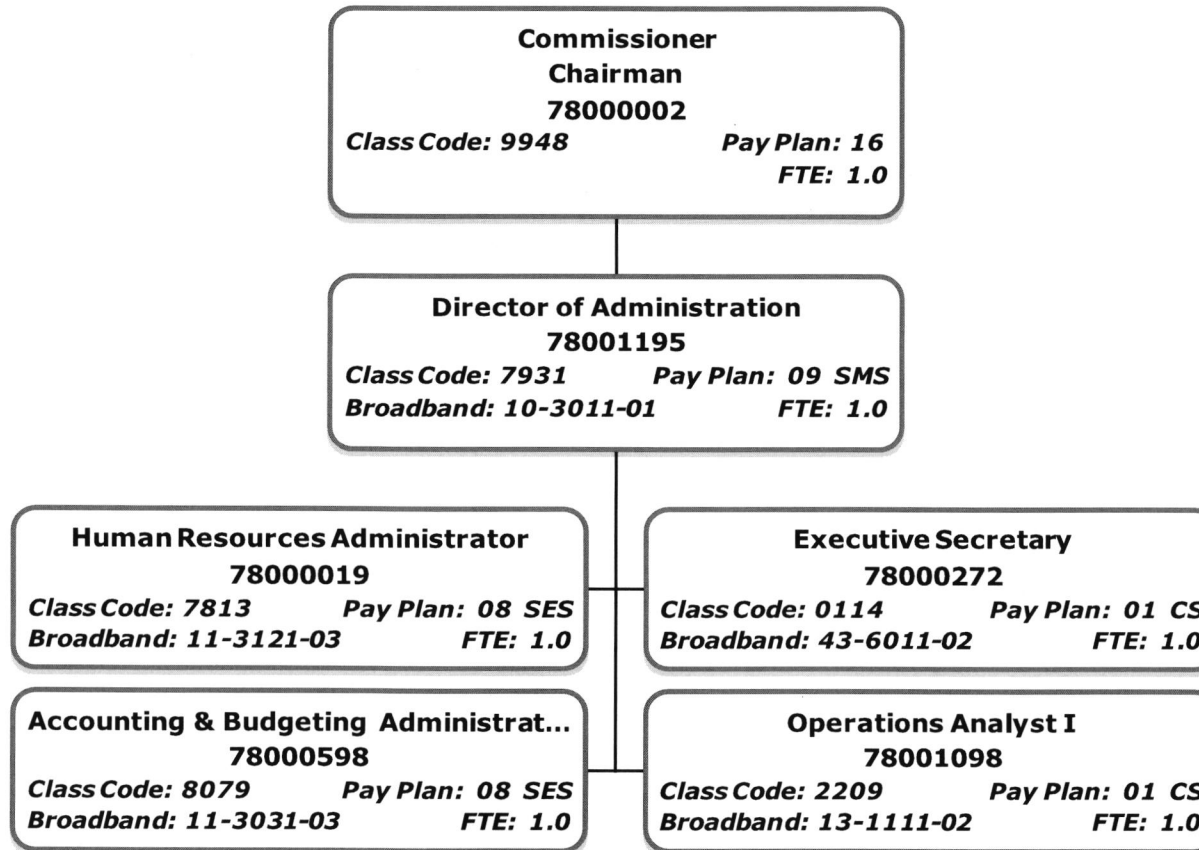 Commissioner
Chairman
78000002
Class Code: 9948 Pay Plan: 16
FTE: 1.0
Director of Administration
78001195
Class Code: 7931 Pay Plan: 09 SMS
Broadband: 10-3011-01 FTE: 1.0
Human Resources Administrator
78000019
Class Code: 7813 Pay Plan: 08 SES
Broadband: 11-3121-03 FTE: 1.0
Executive Secretary
78000272
Class Code: 0114 Pay Plan: 01 CS
Broadband: 43-6011-02 FTE: 1.0
Accounting & Budgeting Administrat...
78000598
Class Code: 8079 Pay Plan: 08 SES
Broadband: 11-3031-03 FTE: 1.0
Operations Analyst I
78001098
Class Code: 2209 Pay Plan: 01 CS
Broadband: 13-1111-02 FTE: 1.0